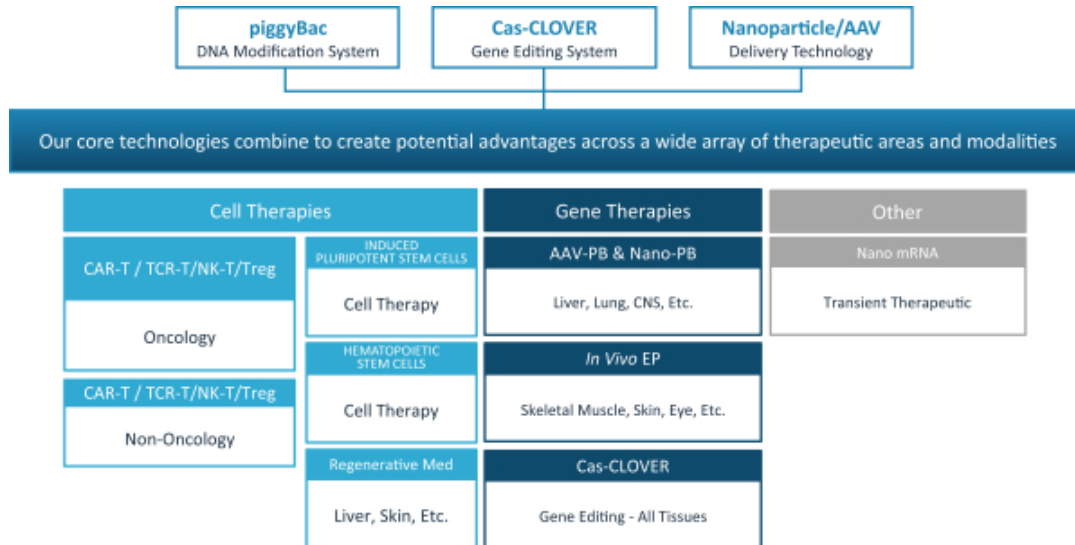 piggyBac
DNA Modification System
Cas-CLOVER
Gene Editing System
Nanoparticle/AAV
Delivery Technology
Our core technologies combine to create potential advantages across a wide array of therapeutic areas and modalities
Cell Therapies
CAR-T / TCR-T/NK-T/Treg
Oncology
CAR-T / TCR-T/NK-T/Treg
Non-Oncology
INDUCED
PLURIPOTENT STEM CELLS
Cell Therapy
HEMATOPOIETIC
STEM CELLS
Cell Therapy
Regenerative Med
Liver, Skin, Etc.
Gene Therapies
AAV-PB & Nano-PB
Liver, Lung, CNS, Etc.
In Vivo EP
Skeletal Muscle, Skin, Eye, Etc.
Cas-CLOVER
Gene Editing - All Tissues
Other
Nano mRNA
Transient Therapeutic